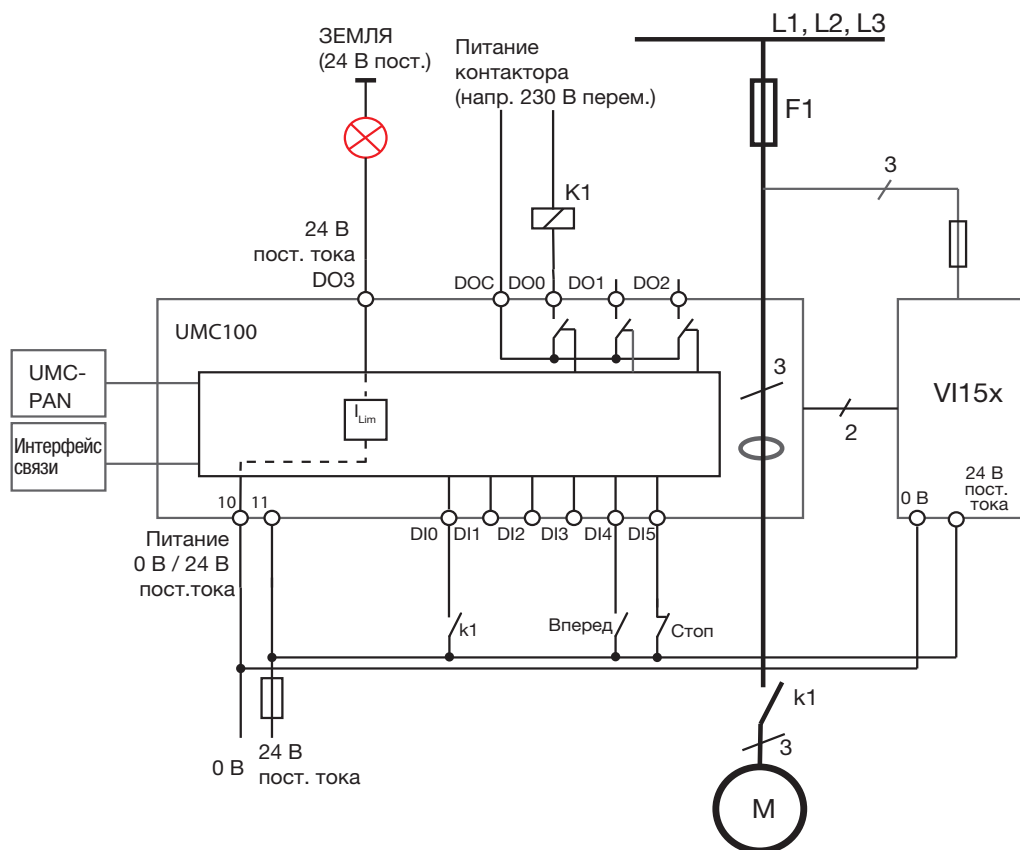 L1, L2, L3
ЗЕМЛЯ
(24 В пост.)
Питание
контактора
(напр. 230 В перем.)
F1
3
K1
24 В
пост. тока
DO3
DOC
DO0
DO1
DO2
UMC100
UMC-
PAN
I Lim
3
2
VI15x
Интерфейс
связи
0 В
24 В
пост.
тока
10
11
DI0
DI1
DI2
DI3
DI4
DI5
Питание
0 В / 24 В
пост.тока
k1
Вперед
Стоп
k1
3
0 В
24 В
пост. тока
M